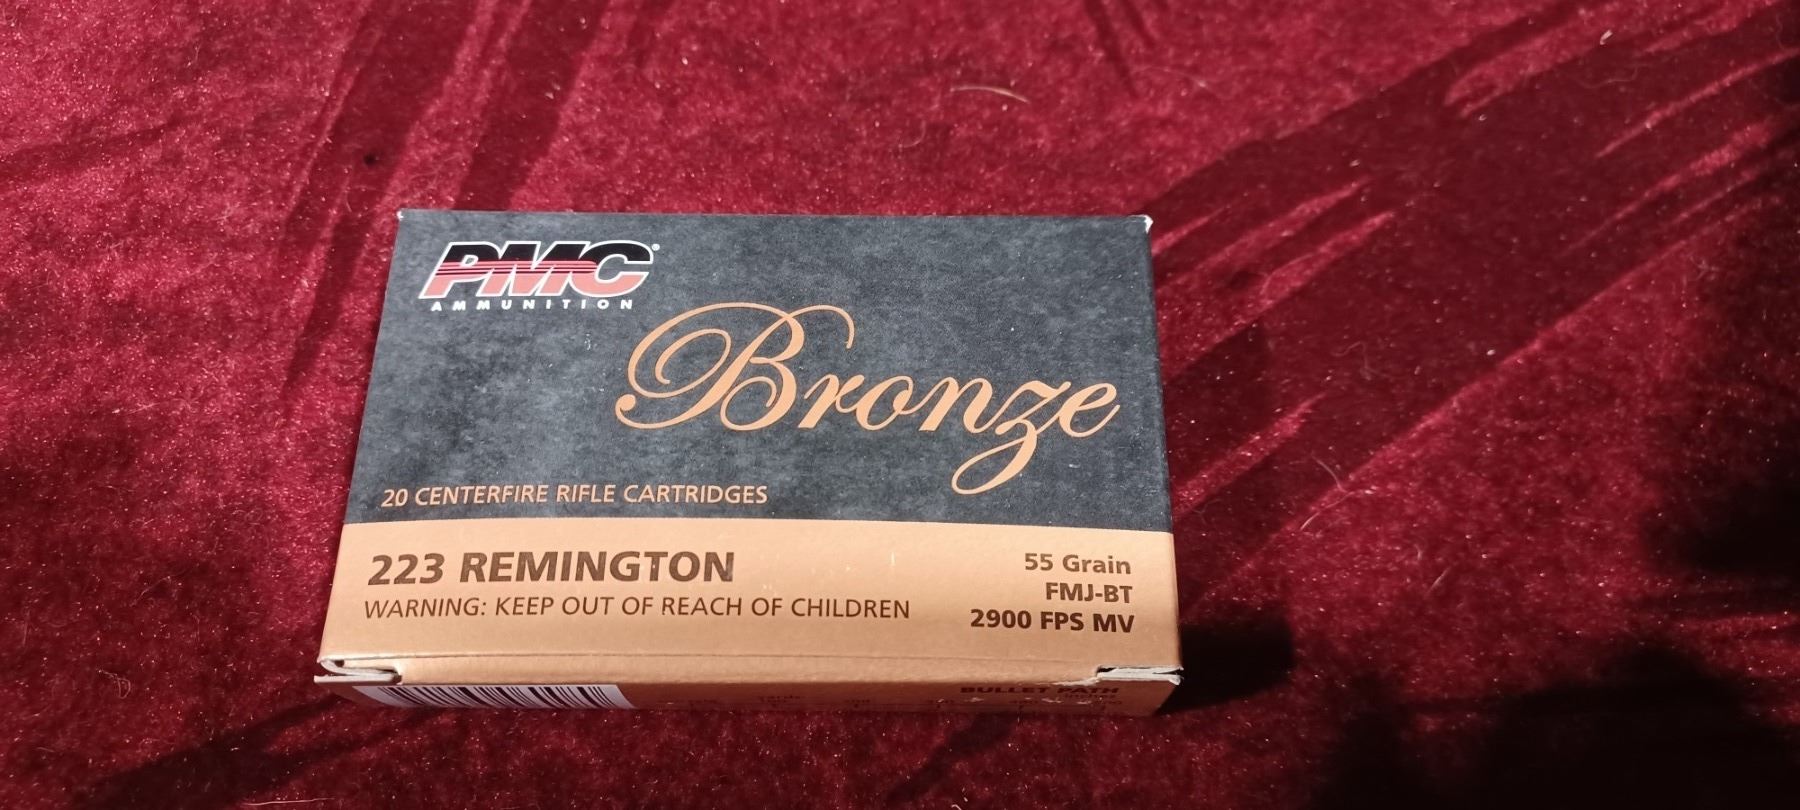 PMC®
AMMUNITION
Bronze
20 CENTERFIRE RIFLE CARTRIDGES
223 REMINGTON
WARNING: KEEP OUT OF REACH OF CHILDREN
55 Grain
FMJ-BT
2900 FPS MV
BULLET PATH